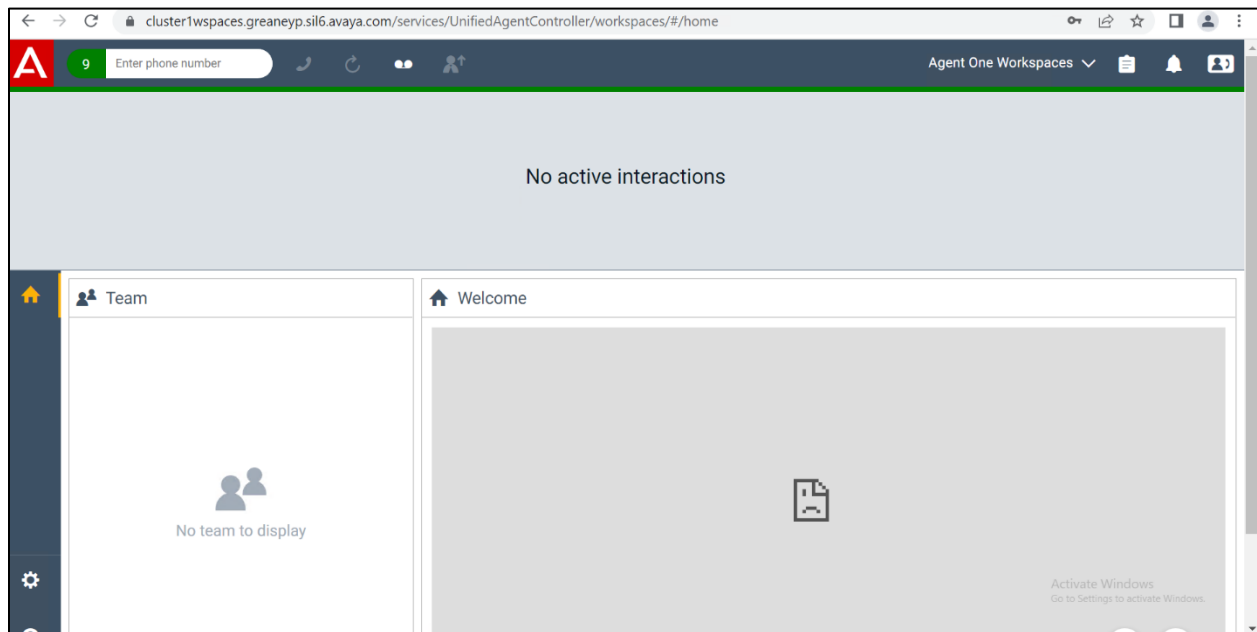 cluster1wspaces.greaneyp.sil6.avaya.com/services/UnifiedAgentController/workspaces/#/home
9 Enter phone number Agent One Workspaces
No active interactions
Team
Welcome
No team to display
Activate Windows
Go to Settings to activate Windows.